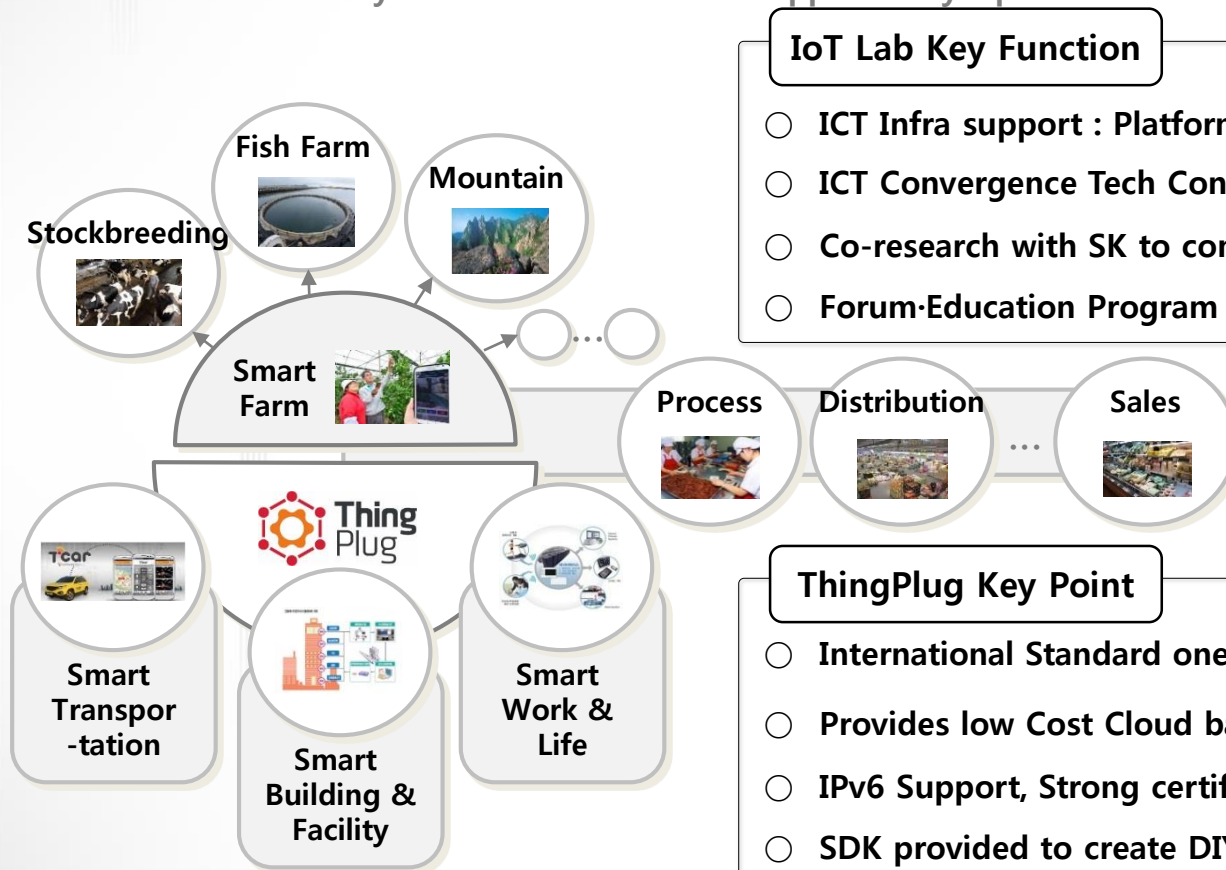 IoT Lab Key Function
○ ICT Infra support : Platforn
○ ICT Convergence Tech Con
○ Co-research with SK to con
○ Forum·Education Program
Fish Farm
Mountain
Stockbreeding
Smart
Farm
...
Process
Distribution
...
Sales
Thing
Plug
T'car
Smart
Transpor
-tation
Smart
Building &
Facility
Smart
Work &
Life
ThingPlug Key Point
○ International Standard one
○ Provides low Cost Cloud ba
○ IPv6 Support, Strong certif
○ SDK provided to create DIY